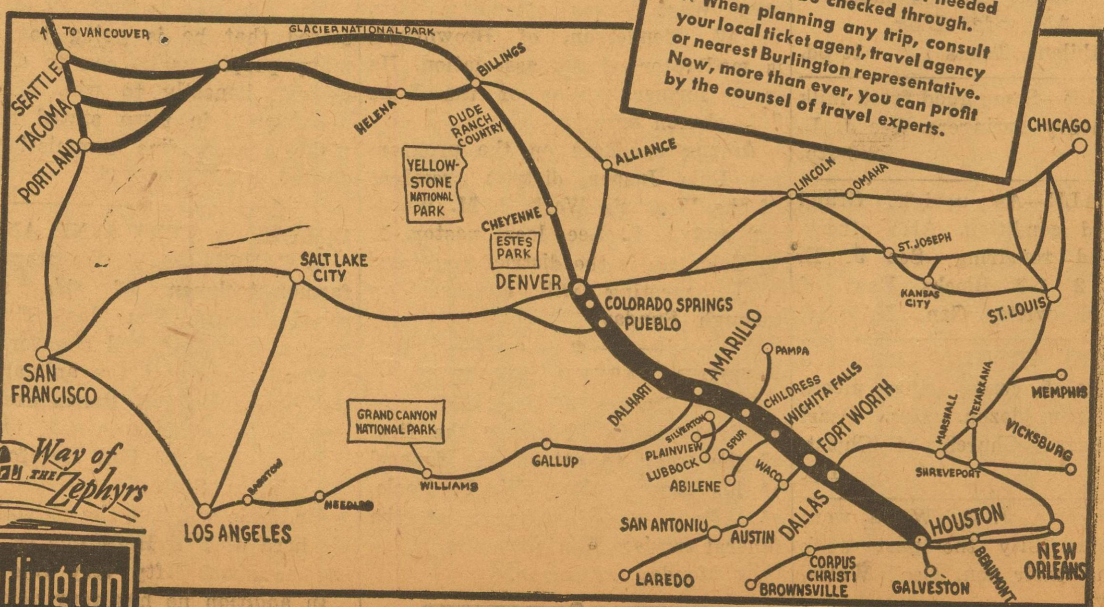 needed
checked through.
When planning any trip, consult
your local ticket agent, travel agency
or nearest Burlington representative.
Now, more than ever, you can profit
by the counsel of travel experts.
TO VAN COUVER
GLACIER NATIONAL PARK
SEATTLE
TACOMA
PORTLAND
HELENA
BILLINGS
DUDE
RANCH
COUNTRY
YELLOW-
STONE
NATIONAL
PARK
ALLIANCE
CHICAGO
LINCOLN
OMAHA
CHEYENNE
ESTES
PARK
DENVER
ST. JOSEPH
KANSAS
CITY
ST. LOUIS
SALT LAKE
CITY
COLORADO SPRINGS
PUEBLO
SAN
FRANCISCO
AMARILLO
PAMPA
DALHART
CHILDRESS
WICHITA FALLS
FORT WORTH
MARSHALL
TEXARKANA
MEMPHIS
VICKSBURG
SHREVEPORT
GRAND CANYON
NATIONAL PARK
SILVERTON
PLAINVIEW
LUBBOCK
SPUR
ABILENE
WACO
DALLAS
GALLUP
WILLIAMS
NEEDLES
BARSTOW
LOS ANGELES
Way of
THE
Zephyrs
rlington
SAN ANTONIU
AUSTIN
LAREDO
CORPUS
CHRISTI
BROWNSVILLE
HOUSTON
GALVESTON
BEAUMONT
NEW
ORLEANS